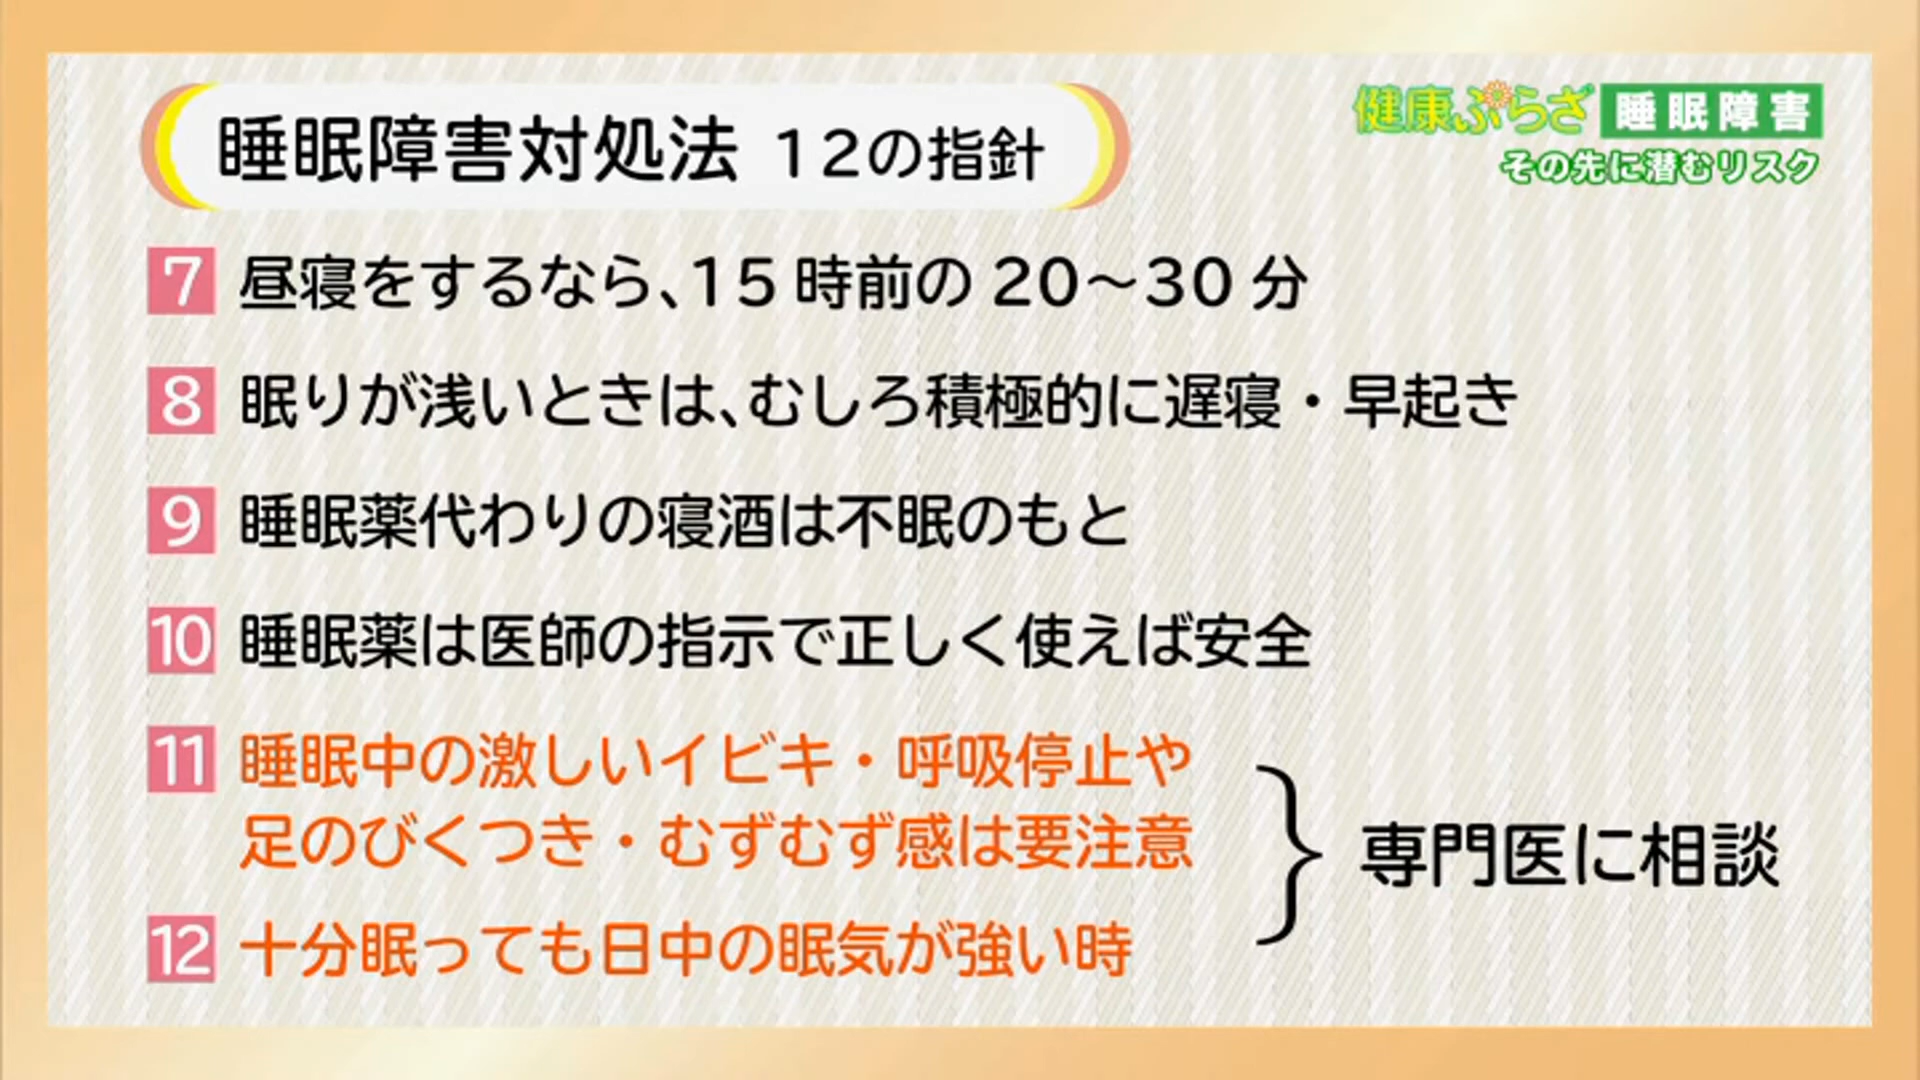 睡眠障害対処法 12の指針
健康ぷらざ 睡眠障害
その先に潜むリスク
7 昼寝をするなら、15時前の20〜30分
8 眠りが浅いときは、むしろ積極的に遅寝・早起き
9 睡眠薬代わりの寝酒は不眠のもと
10 睡眠薬は医師の指示で正しく使えば安全
11 睡眠中の激しいイビキ・呼吸停止や
足のびくつき・むずむず感は要注意
12 十分眠っても日中の眠気が強い時
専門医に相談